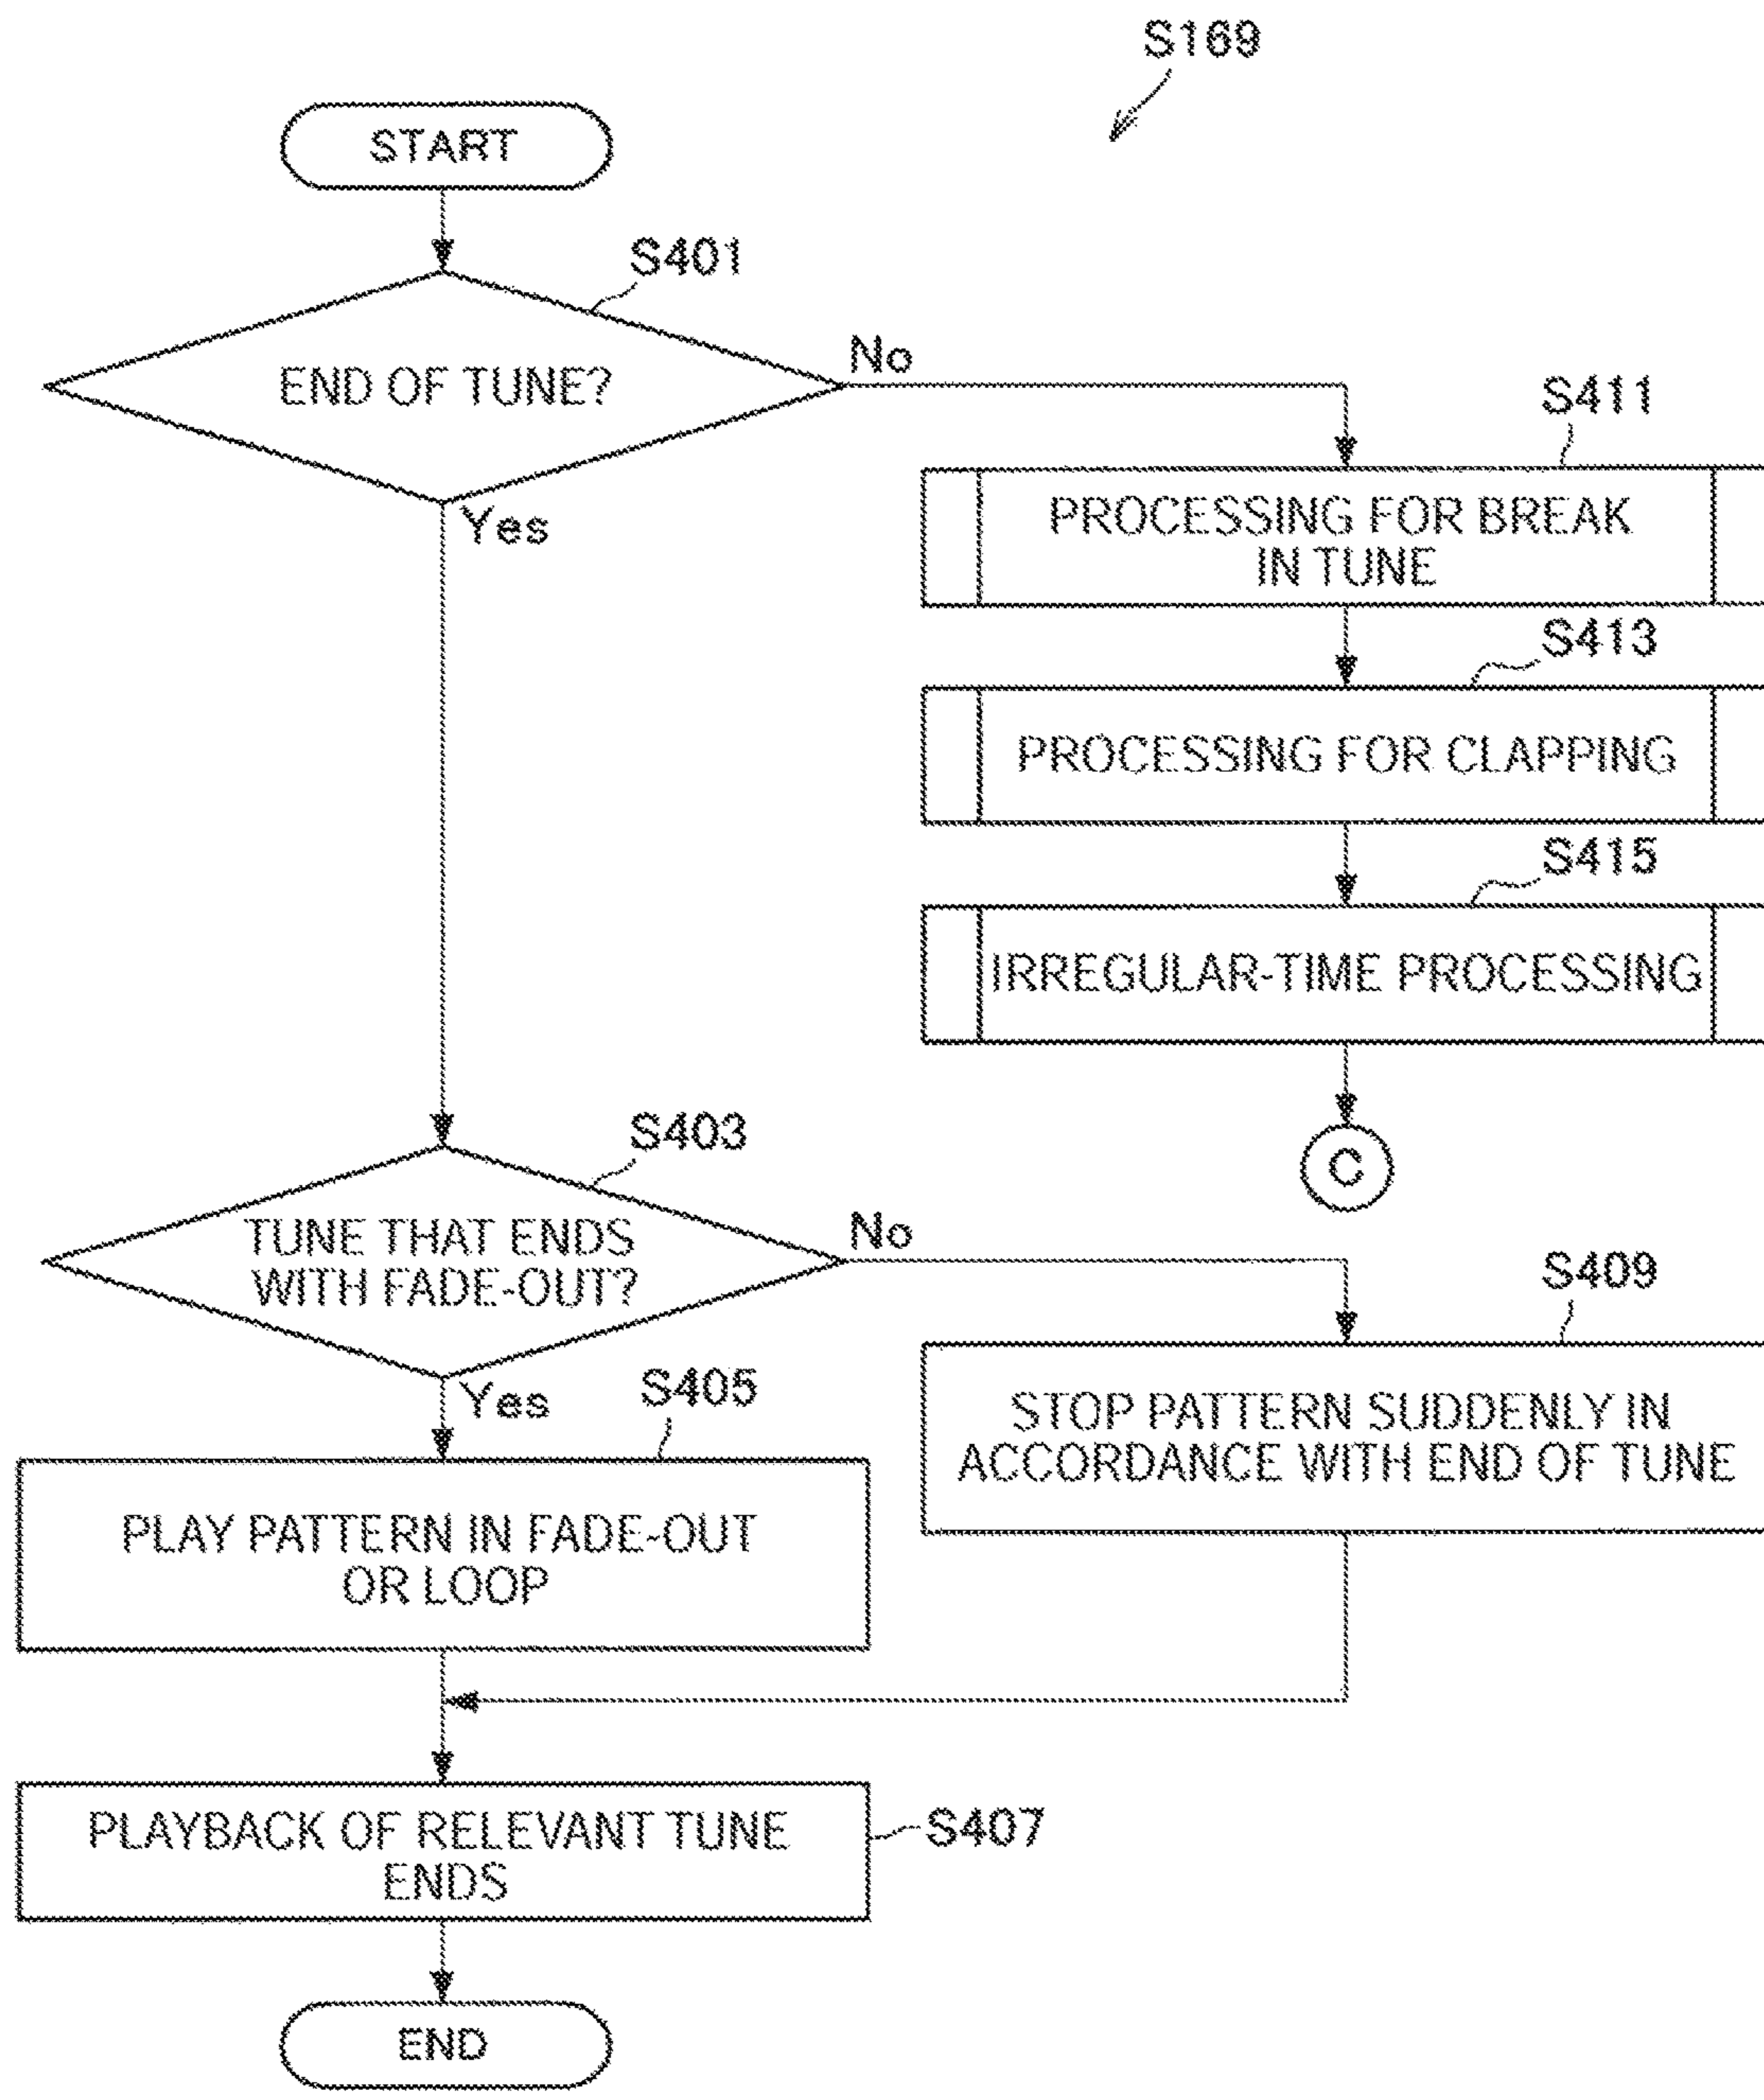 S169
START
S401
END OF TUNE?
No
Yes
S411
PROCESSING FOR BREAK
IN TUNE
S413
PROCESSING FOR CLAPPING
S415
IRREGULAR-TIME PROCESSING
C
S403
TUNE THAT ENDS
WITH FADE-OUT?
No
Yes
S409
STOP PATTERN SUDDENLY IN
ACCORDANCE WITH END OF TUNE
S405
PLAY PATTERN IN FADE-OUT
OR LOOP
PLAYBACK OF RELEVANT TUNE
ENDS
S407
END